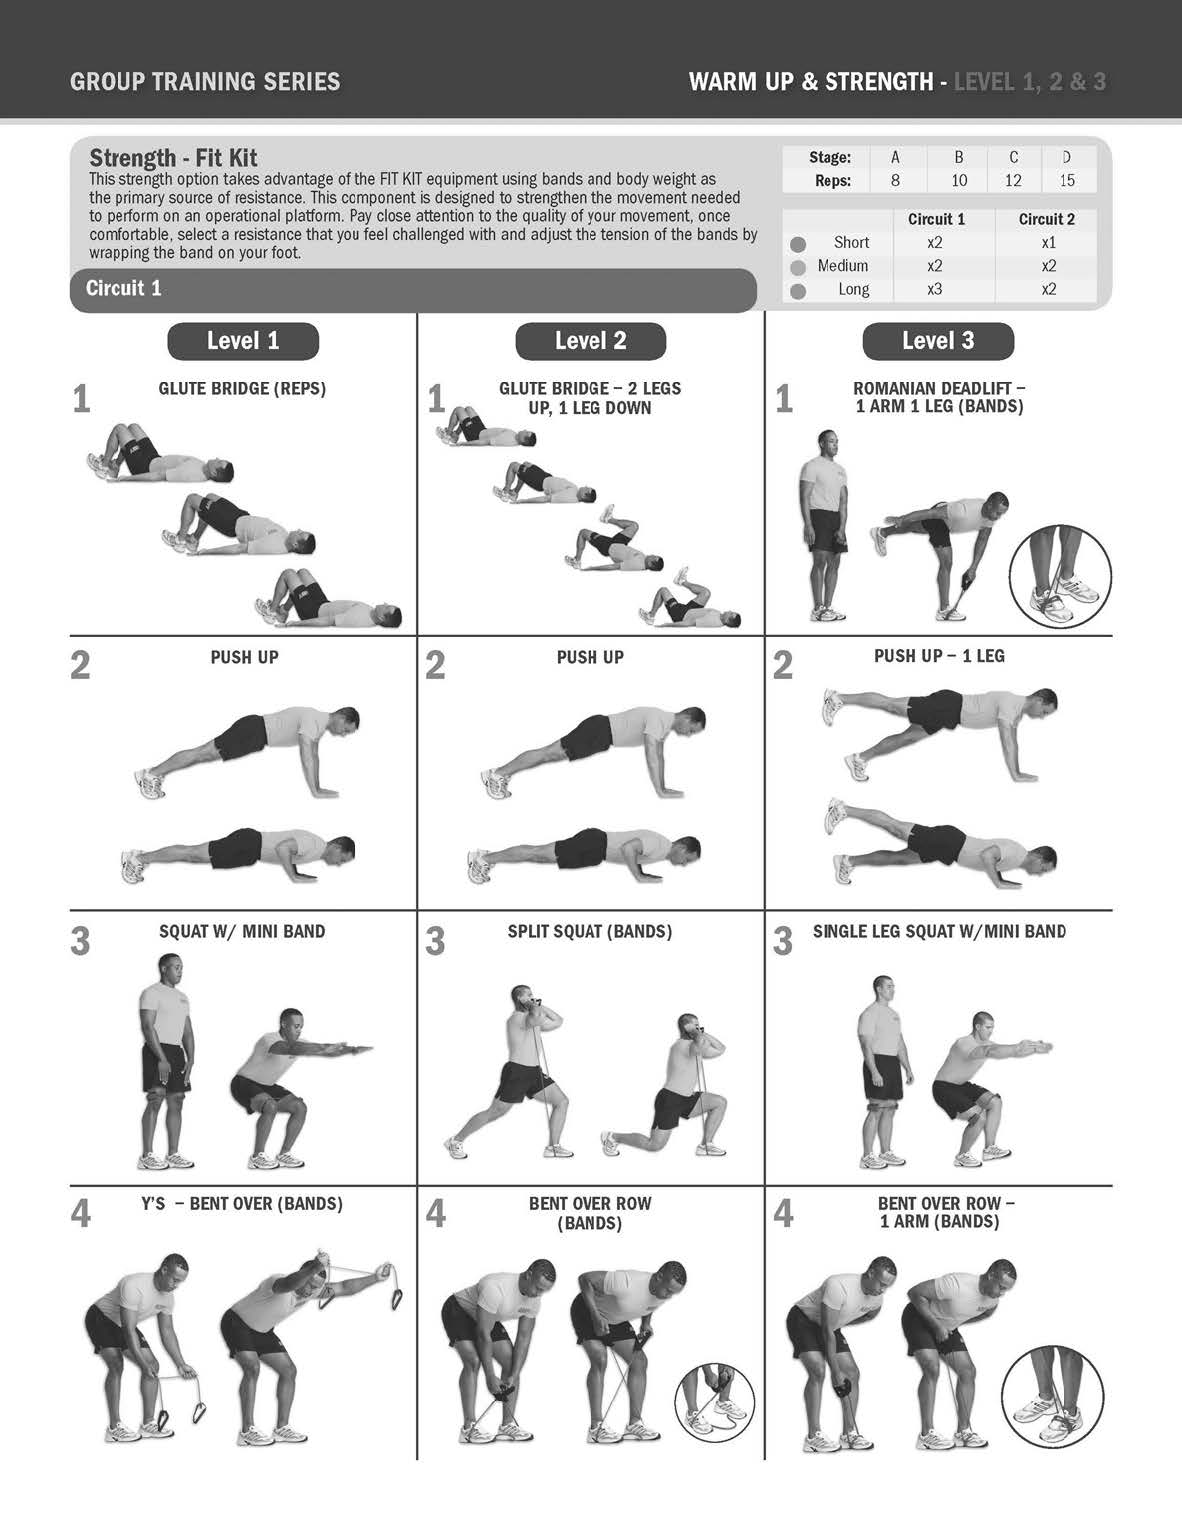 GROUP TRAINING SERIES
WARM UP & STRENGTH - LEVEL 1, 2 & 3
Strength - Fit Kit
This strength option takes advantage of the FIT KIT equipment using bands and body weight as
the primary source of resistance. This component is designed to strengthen the movement needed
to perform on an operational platform. Pay close attention to the quality of your movement, once
comfortable, select a resistance that you feel challenged with and adjust the tension of the bands by
wrapping the band on your foot.
Stage: A B C D
Reps: 8 10 12 15
Circuit 1 Circuit 2
Short x2 x1
Medium x2 x2
Long x3 x2
Circuit 1
Level 1
Level 2
Level 3
1
GLUTE BRIDGE (REPS)
1
GLUTE BRIDGE – 2 LEGS
UP, 1 LEG DOWN
1
ROMANIAN DEADLIFT –
1 ARM 1 LEG (BANDS)
2
PUSH UP
2
PUSH UP
2
PUSH UP – 1 LEG
3
SQUAT W/ MINI BAND
3
SPLIT SQUAT (BANDS)
3
SINGLE LEG SQUAT W/MINI BAND
4
Y'S – BENT OVER (BANDS)
4
BENT OVER ROW
(BANDS)
4
BENT OVER ROW –
1 ARM (BANDS)